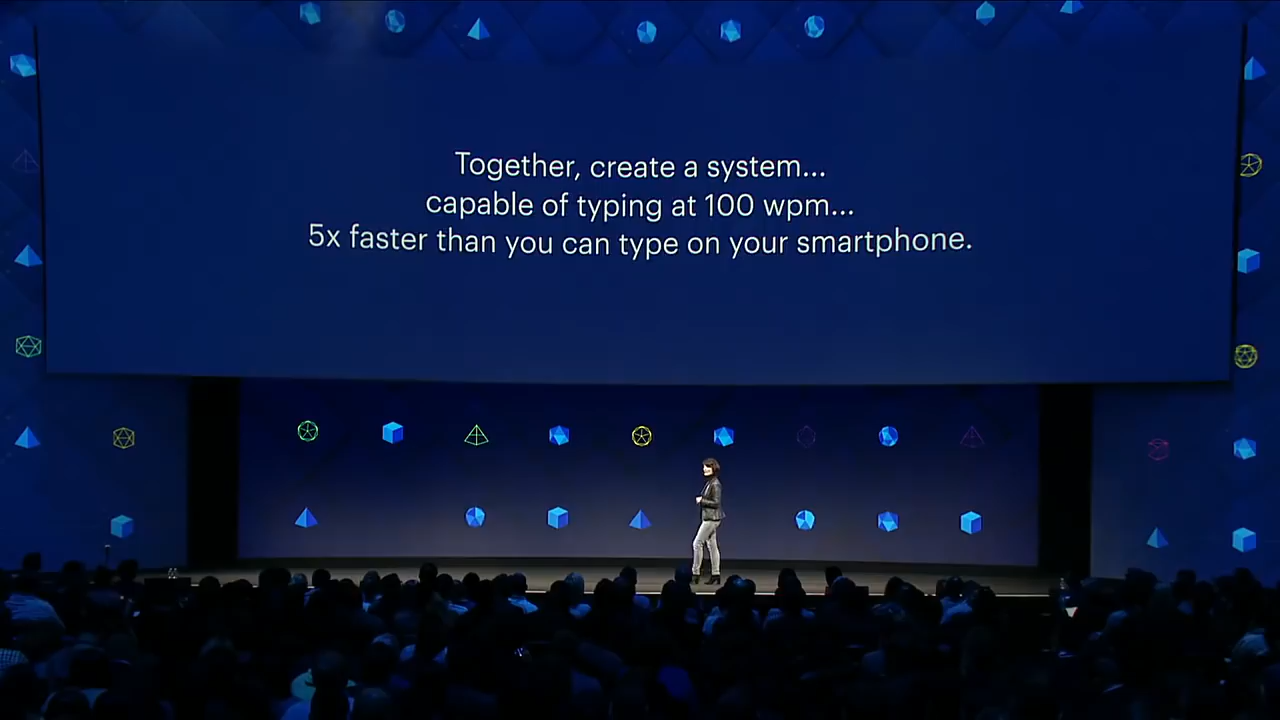 Together, create a system...
capable of typing at 100 wpm...
5x faster than you can type on your smartphone.